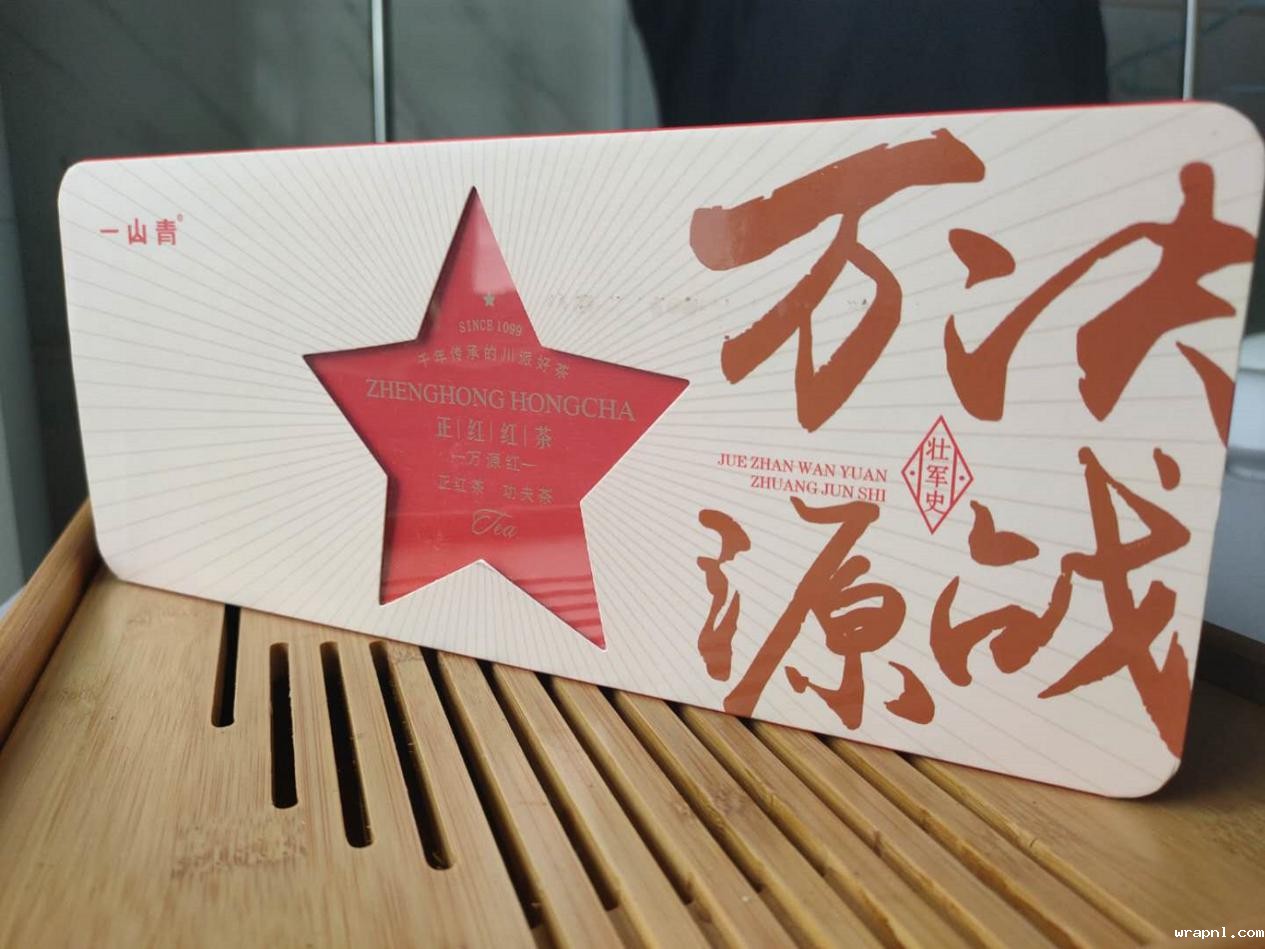 一山青®
SINCE 1099
千年传承的川派好茶
ZHENGHONG HONGCHA
正|红|红|茶
—万源红—
正红茶 功夫茶
Tea
决战
万源
JUE ZHAN WAN YUAN
ZHUANG JUN SHI
壮军史
wrapnl.com